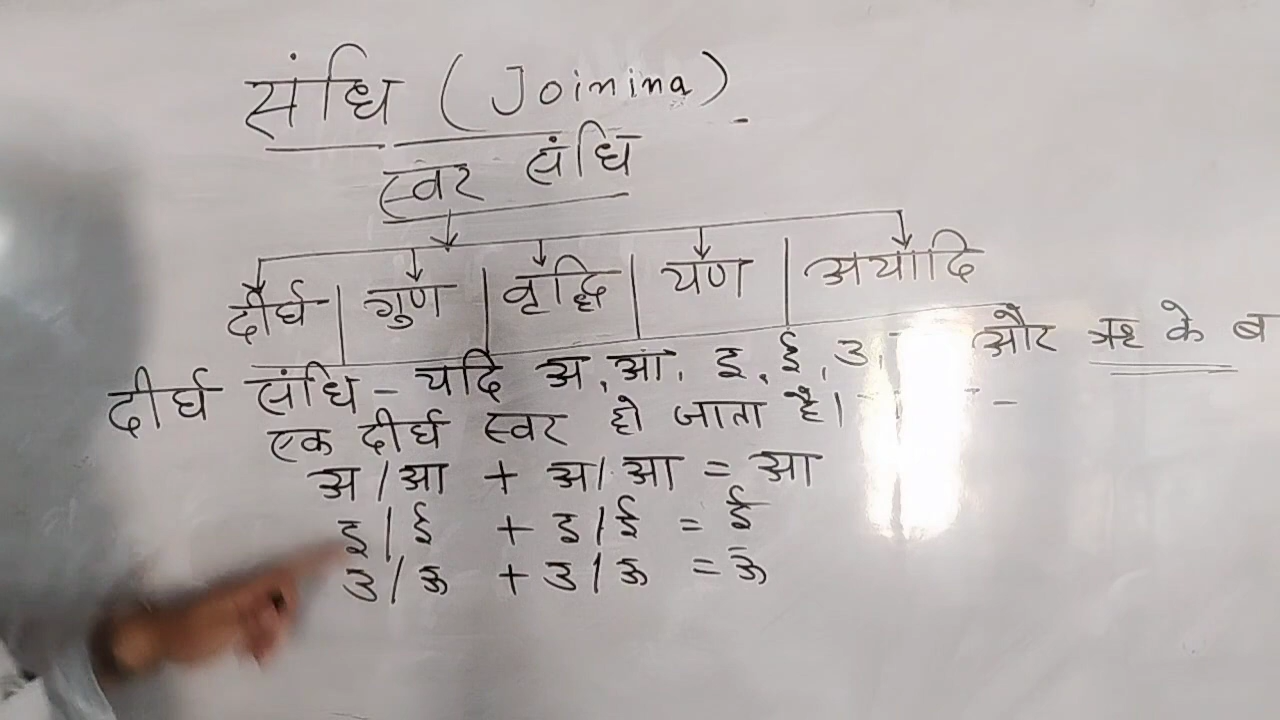 संधि (Joining)
स्वर संधि
दीर्घ | गुण | वृद्धि | यण | अयादि
दीर्घ संधि - यदि अ, आ, इ, ई, उ, और ऋ के
एक दीर्घ स्वर हो जाता है।
अ / आ + अ / आ = आ
इ / ई + इ / ई = ई
उ / ऊ + उ / ऊ = ऊ